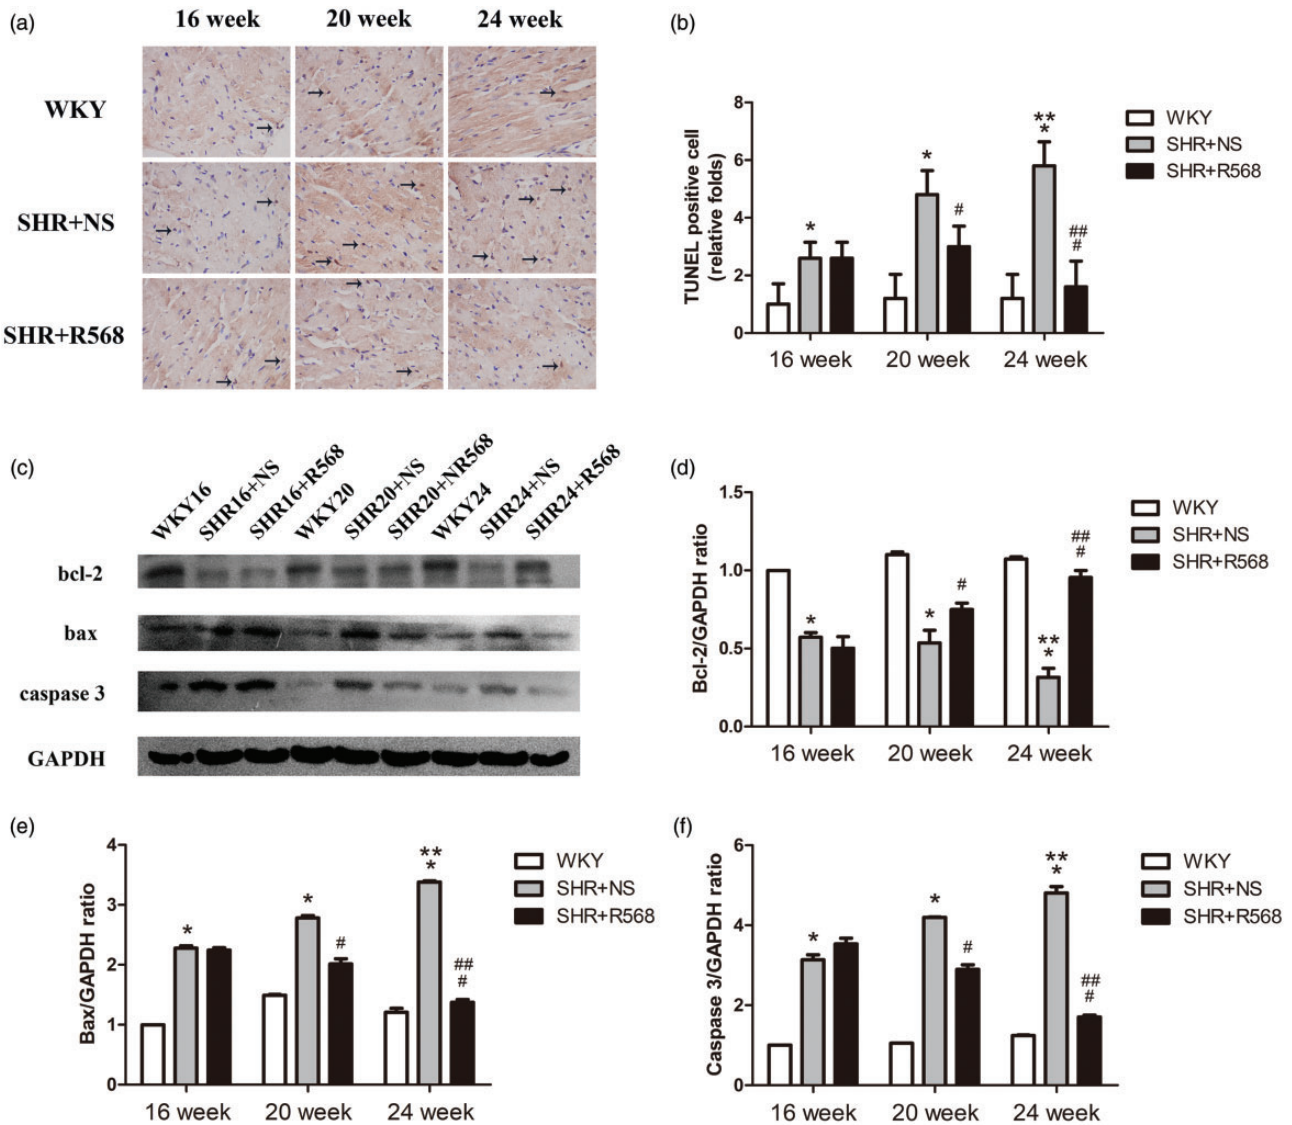 (a)
16 week 20 week 24 week
WKY
SHR+NS
SHR+R568
(b)
TUNEL positive cell
(relative folds)
8
6
4
2
0
*
*
#
**
*
##
#
16 week 20 week 24 week
WKY
SHR+NS
SHR+R568
(c)
WKY16 SHR16+NS SHR16+R568 WKY20 SHR20+NS SHR20+NR568 WKY24 SHR24+NS SHR24+R568
bcl-2
bax
caspase 3
GAPDH
(d)
Bcl-2/GAPDH ratio
1.5
1.0
0.5
0.0
*
*
#
**
*
##
#
16 week 20 week 24 week
WKY
SHR+NS
SHR+R568
(e)
Bax/GAPDH ratio
4
3
2
1
0
*
*
#
**
*
##
#
16 week 20 week 24 week
WKY
SHR+NS
SHR+R568
(f)
Caspase 3/GAPDH ratio
6
4
2
0
*
*
#
**
*
##
#
16 week 20 week 24 week
WKY
SHR+NS
SHR+R568